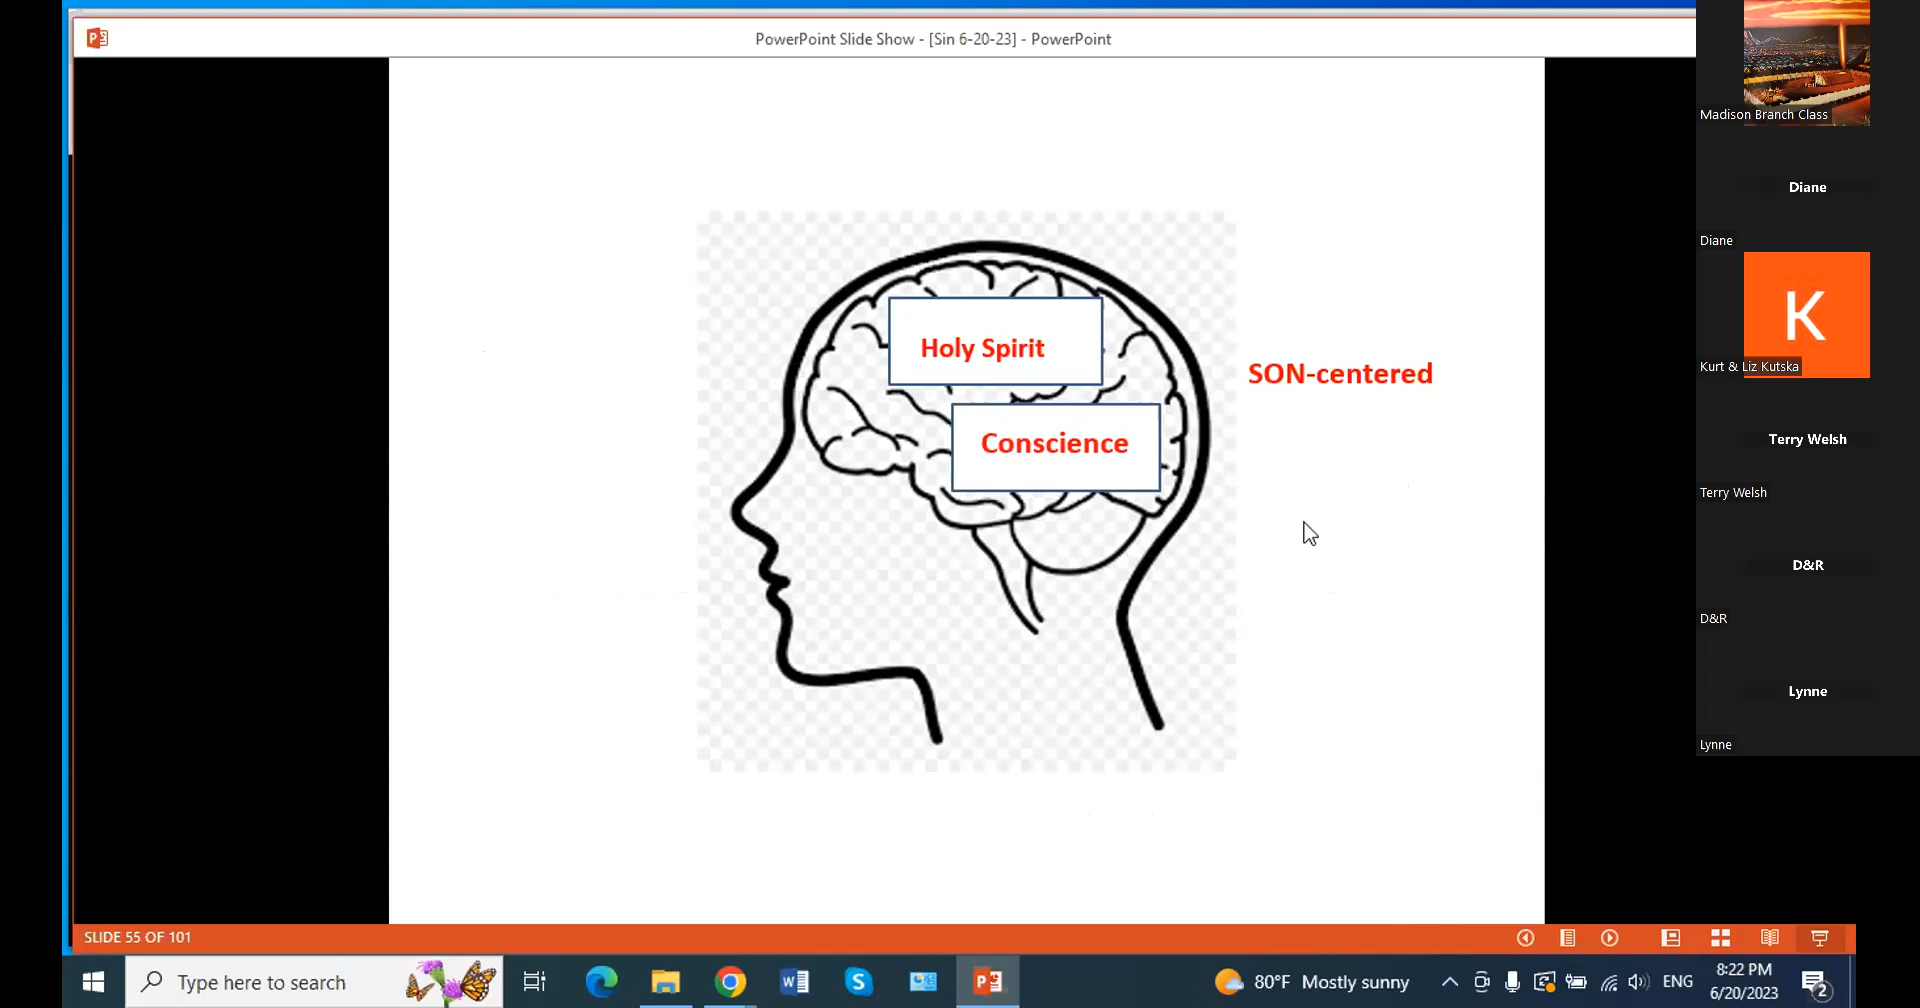 PowerPoint Slide Show - [Sin 6-20-23] - PowerPoint
Holy Spirit
Conscience
SON-centered
Madison Branch Class
Diane
Diane
K
Kurt & Liz Kutska
Terry Welsh
Terry Welsh
D&R
D&R
Lynne
Lynne
SLIDE 55 OF 101
Type here to search
80°F Mostly sunny
ENG
8:22 PM
6/20/2023
2